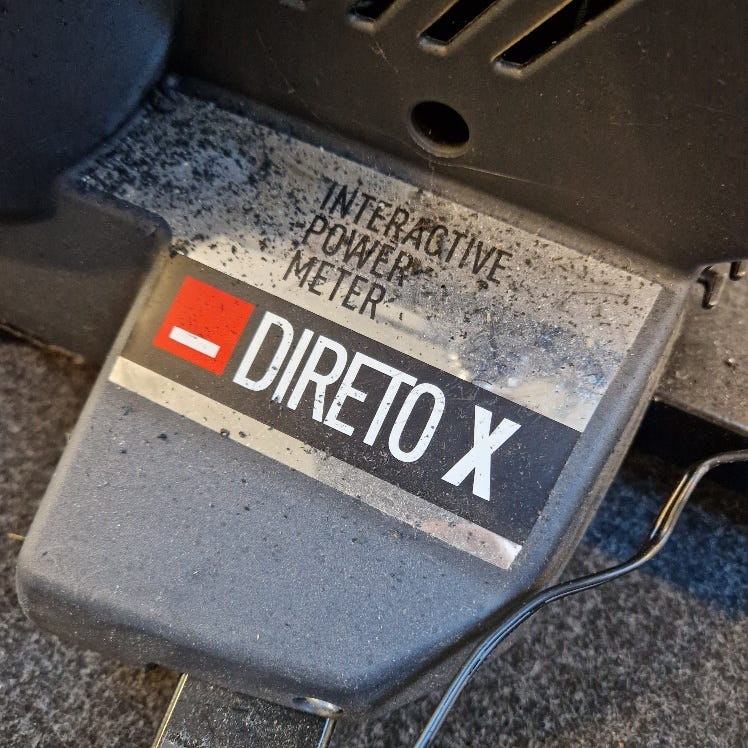 INTERACTIVE
POWER
METER
DIRETO X